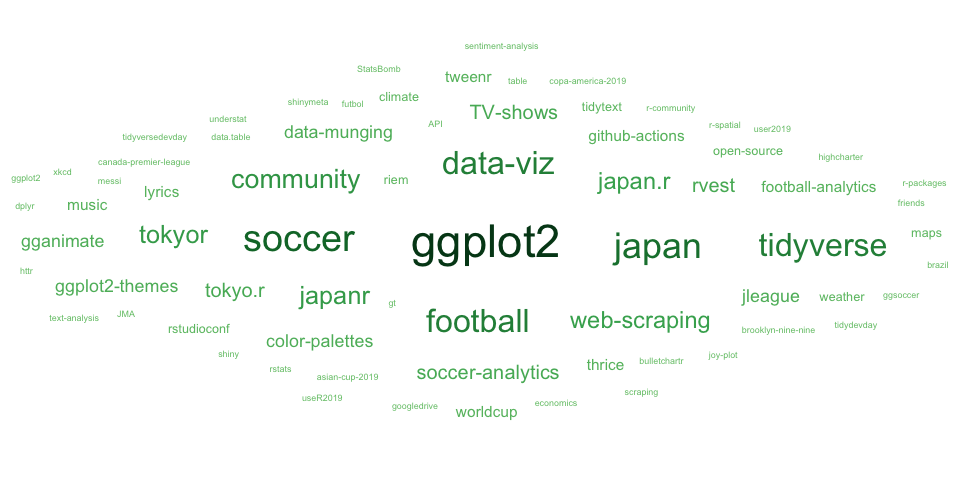 sentiment-analysis
StatsBomb
tweenr
table
copa-america-2019
shinymeta
futbol
climate
TV-shows
tidytext
r-community
understat
API
r-spatial
user2019
tidyversedevday
data.table
data-munging
github-actions
open-source
highcharter
canada-premier-league
data-viz
ggplot2
xkcd
messi
lyrics
community
riem
japan.r
rvest
football-analytics
r-packages
dplyr
music
friends
gganimate
tokyor
soccer
ggplot2
japan
tidyverse
maps
httr
brazil
ggplot2-themes
tokyo.r
japanr
gt
jleague
weather
ggsoccer
text-analysis
JMA
rstudioconf
football
web-scraping
brooklyn-nine-nine
tidydevday
color-palettes
shiny
rstats
asian-cup-2019
soccer-analytics
thrice
bulletchartr
joy-plot
useR2019
googledrive
worldcup
economics
scraping